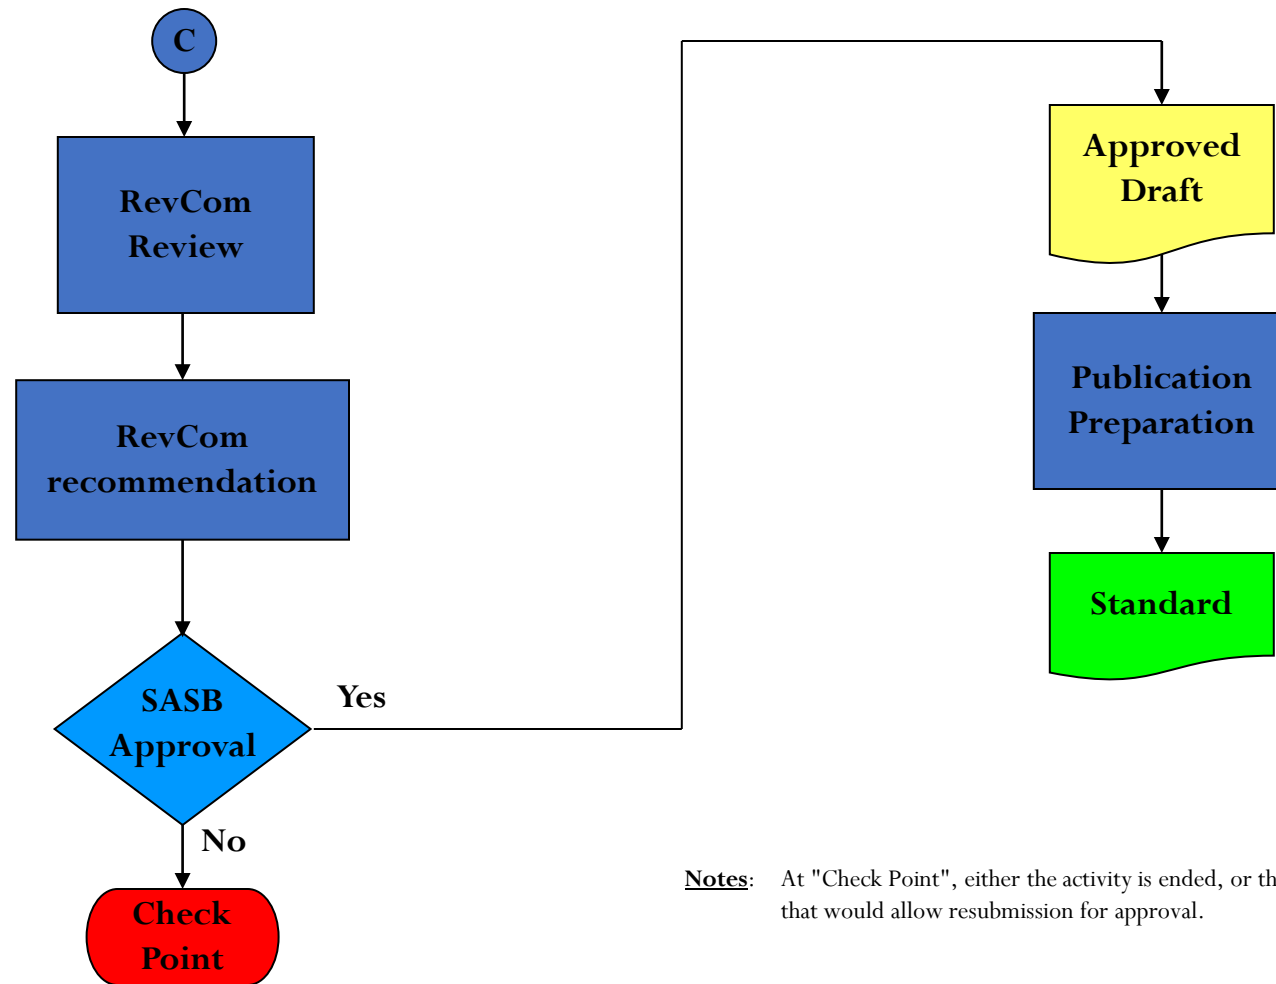 C
RevCom
Review
RevCom
recommendation
SASB
Approval
Yes
No
Check
Point
Approved
Draft
Publication
Preparation
Standard
Notes: At "Check Point", either the activity is ended, or
that would allow resubmission for approval.